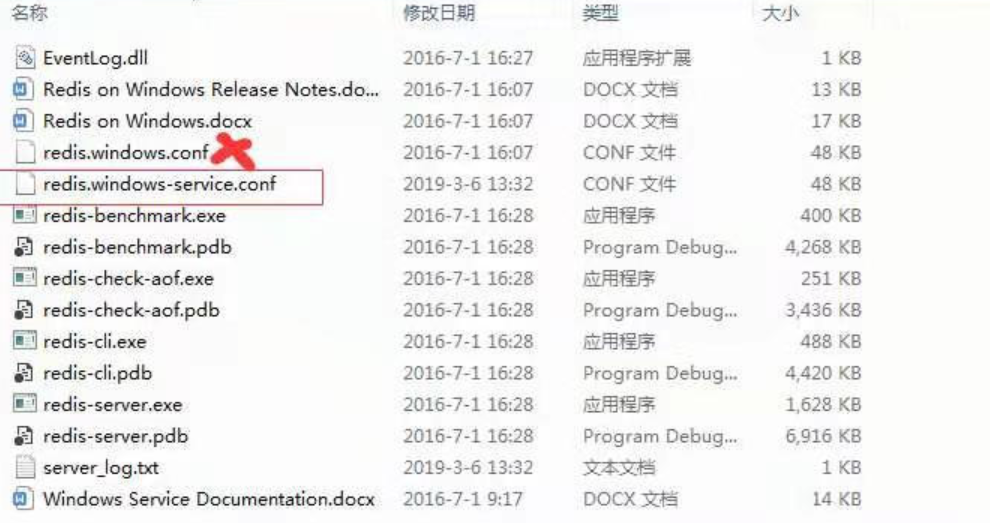 名称 修改日期 类型 大小
EventLog.dll 2016-7-1 16:27 应用程序扩展 1 KB
Redis on Windows Release Notes.do... 2016-7-1 16:07 DOCX 文档 13 KB
Redis on Windows.docx 2016-7-1 16:07 DOCX 文档 17 KB
redis.windows.conf 2016-7-1 16:07 CONF 文件 48 KB
redis.windows-service.conf 2019-3-6 13:32 CONF 文件 48 KB
redis-benchmark.exe 2016-7-1 16:28 应用程序 400 KB
redis-benchmark.pdb 2016-7-1 16:28 Program Debug... 4,268 KB
redis-check-aof.exe 2016-7-1 16:28 应用程序 251 KB
redis-check-aof.pdb 2016-7-1 16:28 Program Debug... 3,436 KB
redis-cli.exe 2016-7-1 16:28 应用程序 488 KB
redis-cli.pdb 2016-7-1 16:28 Program Debug... 4,420 KB
redis-server.exe 2016-7-1 16:28 应用程序 1,628 KB
redis-server.pdb 2016-7-1 16:28 Program Debug... 6,916 KB
server_log.txt 2019-3-6 13:32 文本文档 1 KB
Windows Service Documentation.docx 2016-7-1 9:17 DOCX 文档 14 KB